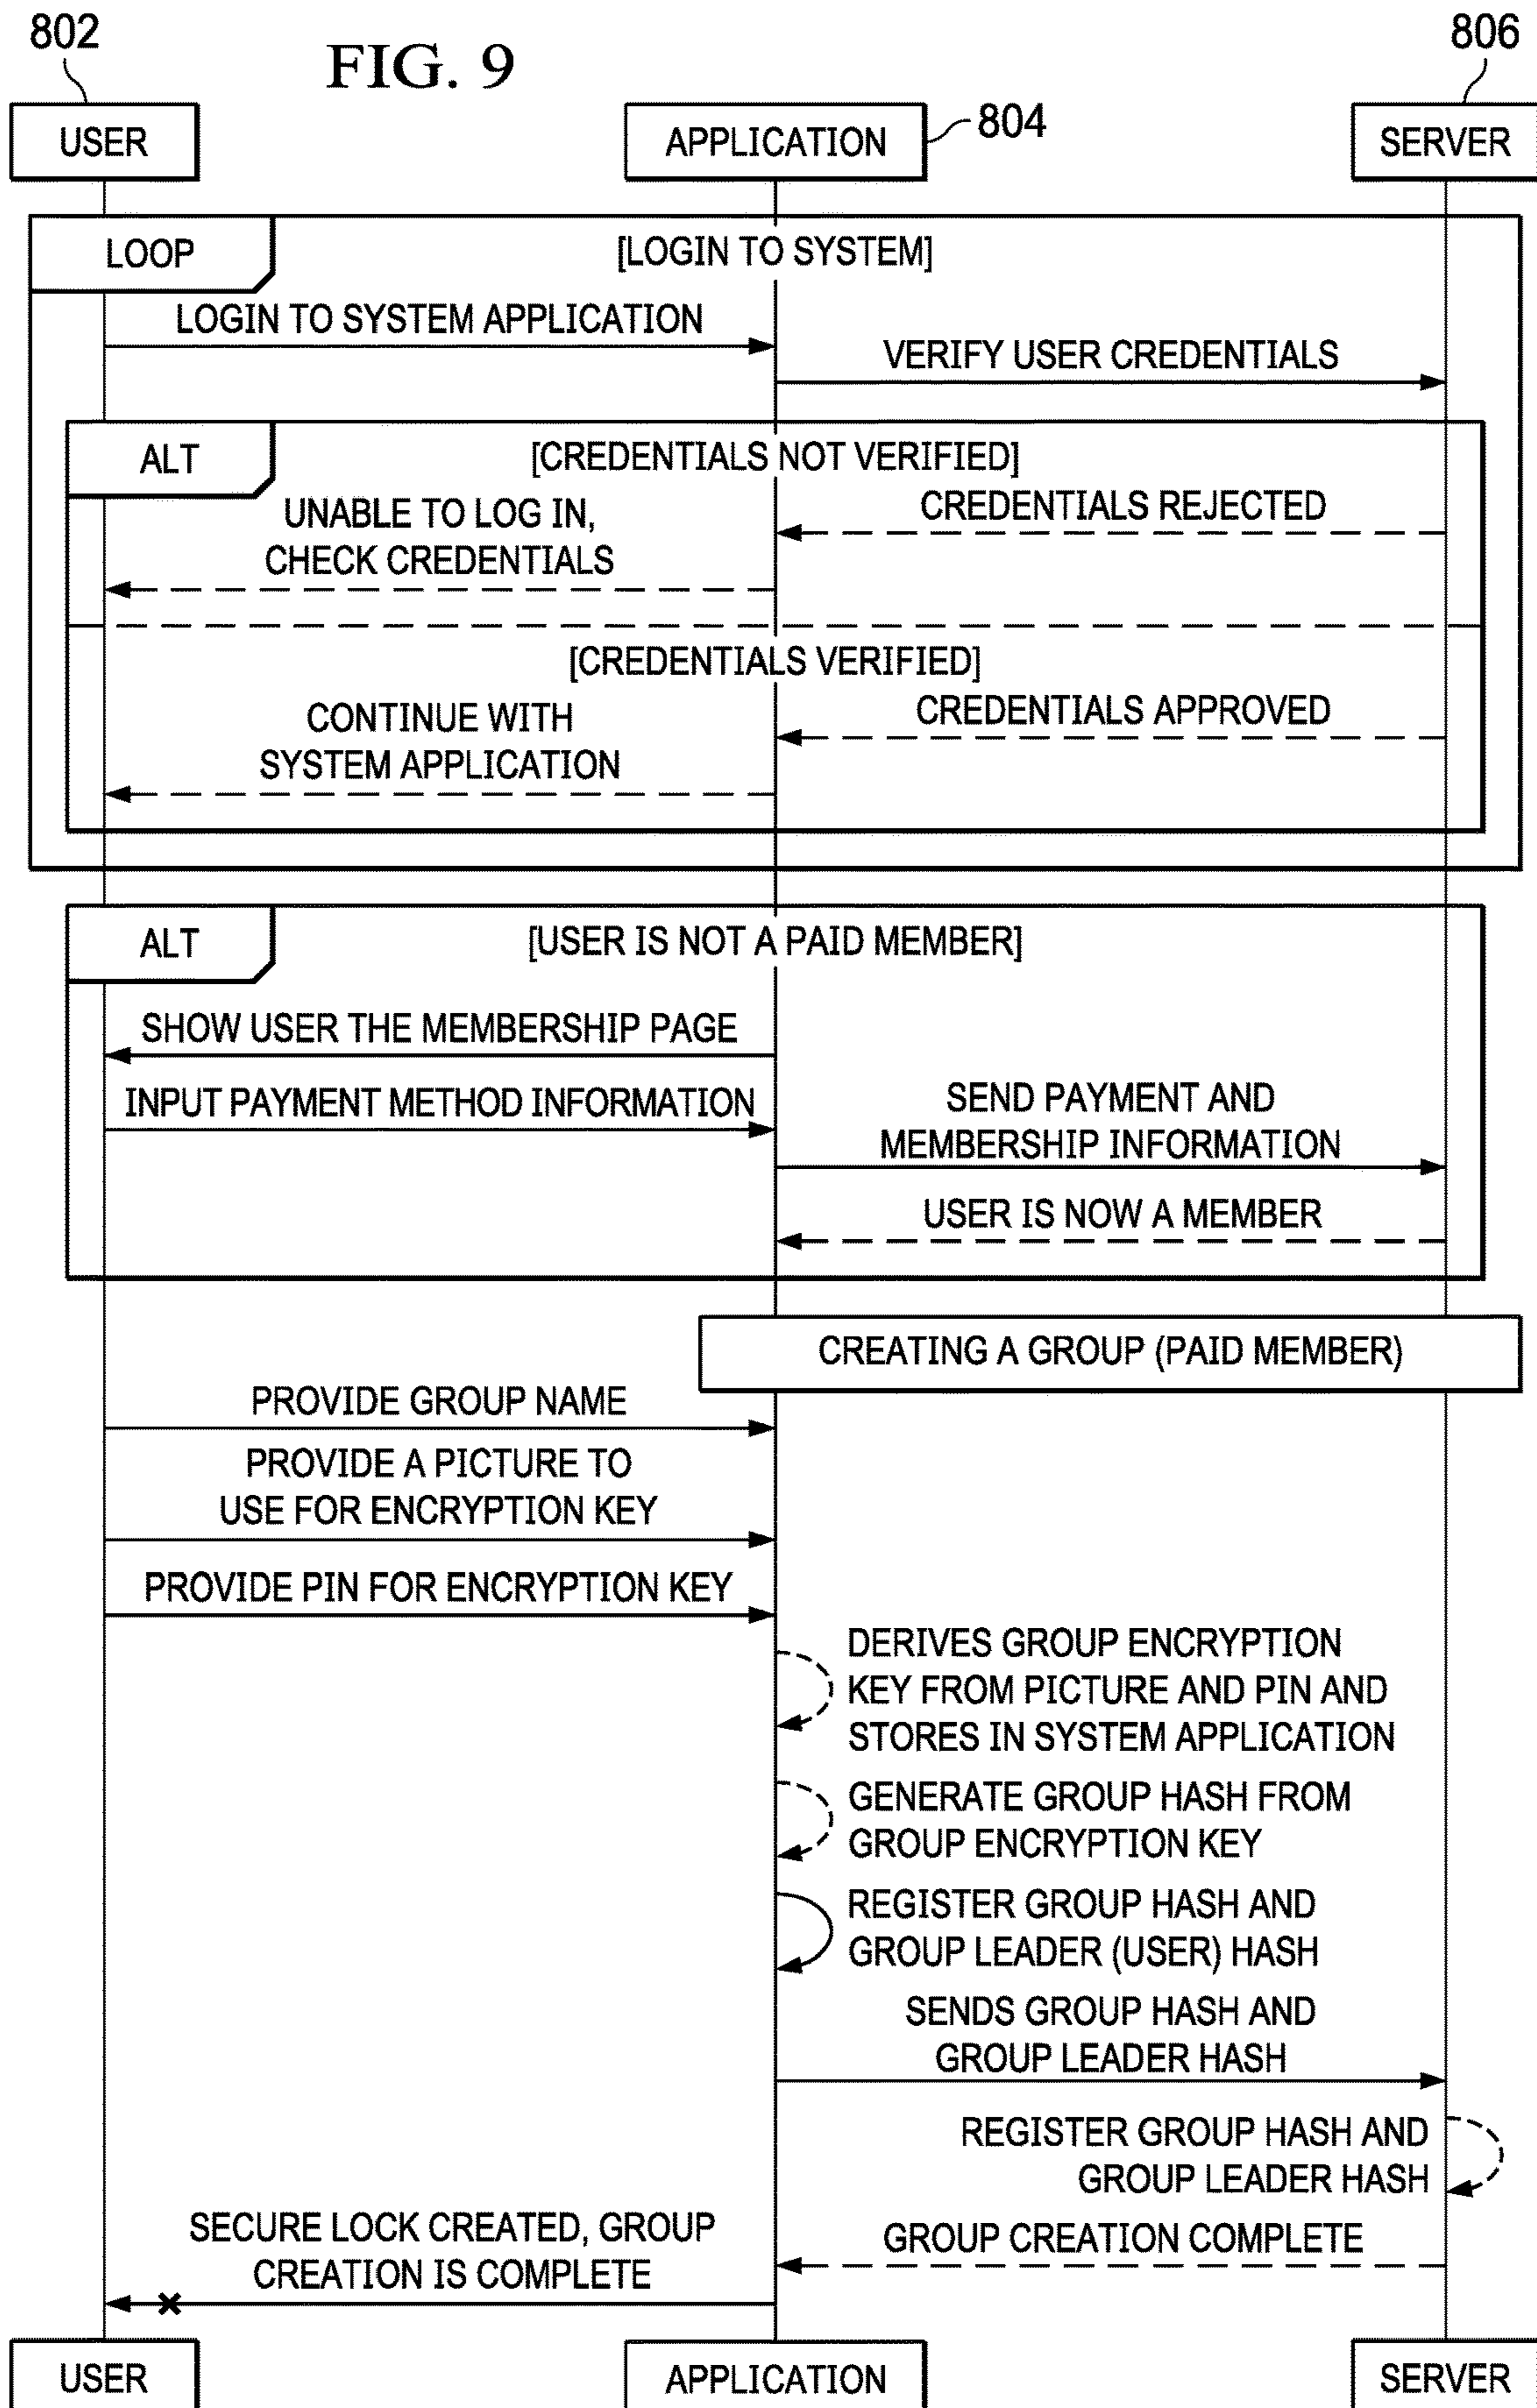 802
FIG. 9
806
USER
APPLICATION
804
SERVER
LOOP
[LOGIN TO SYSTEM]
LOGIN TO SYSTEM APPLICATION
VERIFY USER CREDENTIALS
ALT
[CREDENTIALS NOT VERIFIED]
CREDENTIALS REJECTED
UNABLE TO LOG IN,
CHECK CREDENTIALS
[CREDENTIALS VERIFIED]
CREDENTIALS APPROVED
CONTINUE WITH
SYSTEM APPLICATION
ALT
[USER IS NOT A PAID MEMBER]
SHOW USER THE MEMBERSHIP PAGE
INPUT PAYMENT METHOD INFORMATION
SEND PAYMENT AND
MEMBERSHIP INFORMATION
USER IS NOW A MEMBER
CREATING A GROUP (PAID MEMBER)
PROVIDE GROUP NAME
PROVIDE A PICTURE TO
USE FOR ENCRYPTION KEY
PROVIDE PIN FOR ENCRYPTION KEY
DERIVES GROUP ENCRYPTION
KEY FROM PICTURE AND PIN AND
STORES IN SYSTEM APPLICATION
GENERATE GROUP HASH FROM
GROUP ENCRYPTION KEY
REGISTER GROUP HASH AND
GROUP LEADER (USER) HASH
SENDS GROUP HASH AND
GROUP LEADER HASH
REGISTER GROUP HASH AND
GROUP LEADER HASH
GROUP CREATION COMPLETE
SECURE LOCK CREATED, GROUP
CREATION IS COMPLETE
USER
APPLICATION
SERVER